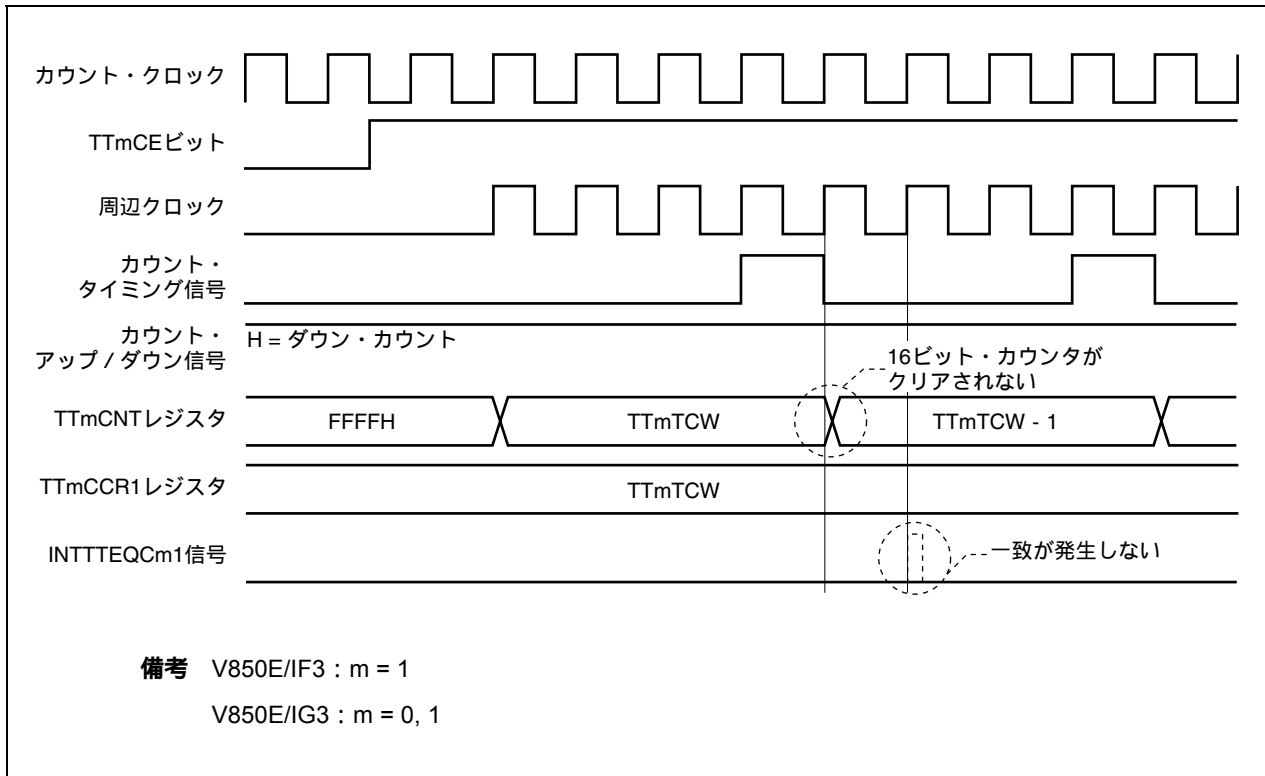 カウント・クロック
TTmCEビット
周辺クロック
カウント・
タイミング信号
カウント・
アップ / ダウン信号
H = ダウン・カウント
16ビット・カウンタが
クリアされない
TTmCNTレジスタ
FFFFH
TTmTCW
TTmTCW - 1
TTmCCR1レジスタ
TTmTCW
INTTTEQCm1信号
一致が発生しない
備考 V850E/IF3:m = 1
V850E/IG3:m = 0, 1